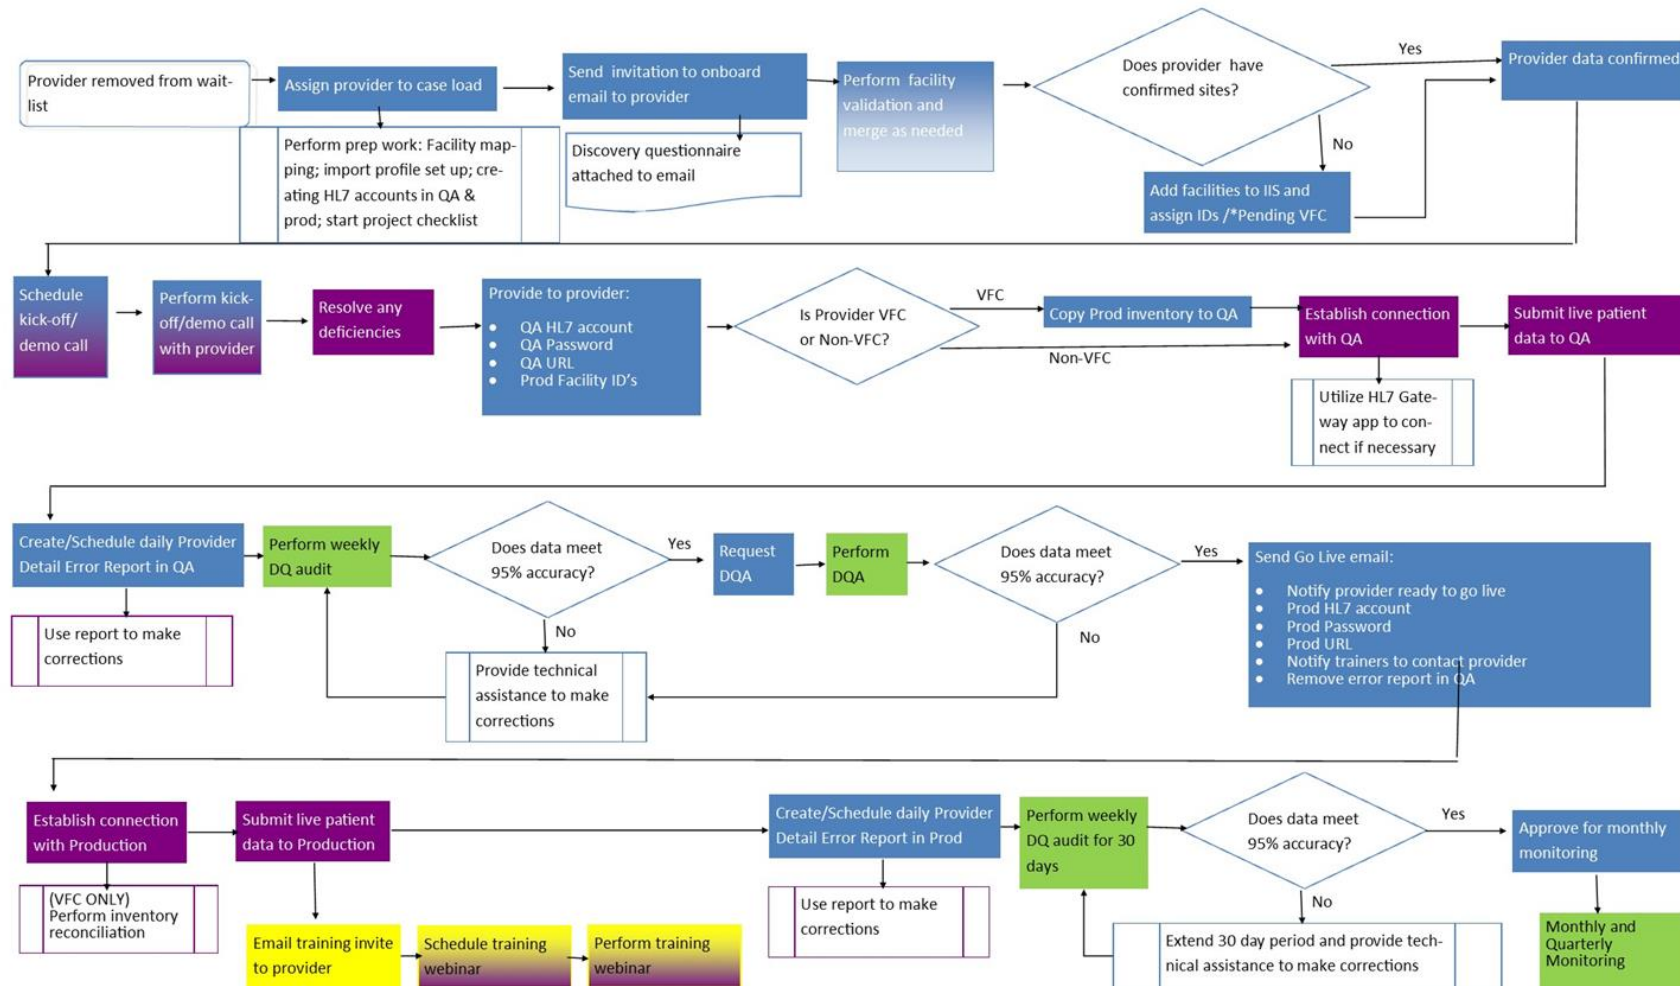 Provider removed from wait-
list
Assign provider to case load
Perform prep work: Facility map-
ping; import profile set up; cre-
ating HL7 accounts in QA &
prod; start project checklist
Send invitation to onboard
email to provider
Discovery questionnaire
attached to email
Perform facility
validation and
merge as needed
Does provider have
confirmed sites?
Yes
No
Add facilities to IIS and
assign IDs /*Pending VFC
Provider data confirmed
Schedule
kick-off/
demo call
Perform kick-
off/demo call
with provider
Resolve any
deficiencies
Provide to provider:
● QA HL7 account
● QA Password
● QA URL
● Prod Facility ID's
Is Provider VFC
or Non-VFC?
VFC
Non-VFC
Copy Prod inventory to QA
Establish connection
with QA
Utilize HL7 Gate-
way app to con-
nect if necessary
Submit live patient
data to QA
Create/Schedule daily Provider
Detail Error Report in QA
Use report to make
corrections
Perform weekly
DQ audit
Does data meet
95% accuracy?
Yes
No
Provide technical
assistance to make
corrections
Request
DQA
Perform
DQA
Does data meet
95% accuracy?
Yes
No
Send Go Live email:
● Notify provider ready to go live
● Prod HL7 account
● Prod Password
● Prod URL
● Notify trainers to contact provider
● Remove error report in QA
Establish connection
with Production
(VFC ONLY)
Perform inventory
reconciliation
Submit live patient
data to Production
Email training invite
to provider
Schedule training
webinar
Perform training
webinar
Create/Schedule daily Provider
Detail Error Report in Prod
Use report to make
corrections
Perform weekly
DQ audit for 30
days
Does data meet
95% accuracy?
Yes
No
Extend 30 day period and provide tech-
nical assistance to make corrections
Approve for monthly
monitoring
Monthly and
Quarterly
Monitoring